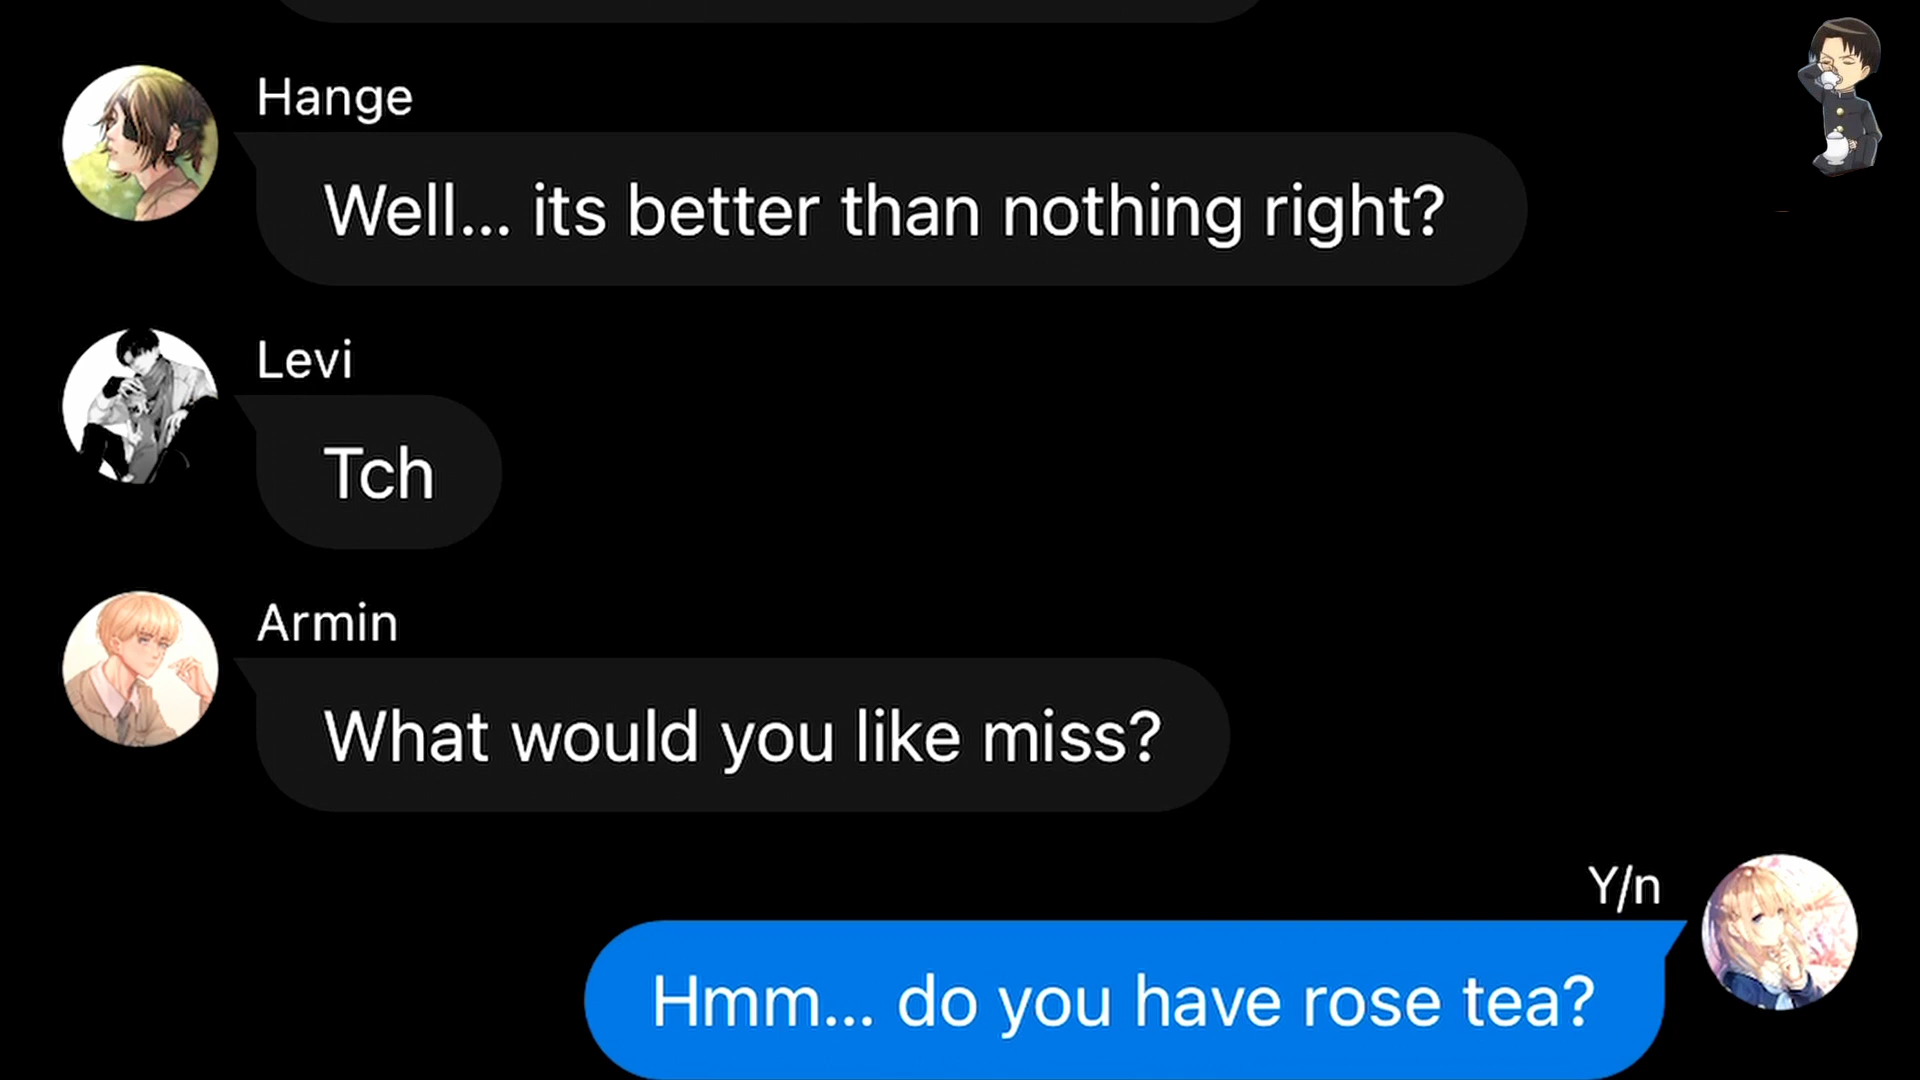 Hange
Well... its better than nothing right?
Levi
Tch
Armin
What would you like miss?
Y/n
Hmm... do you have rose tea?